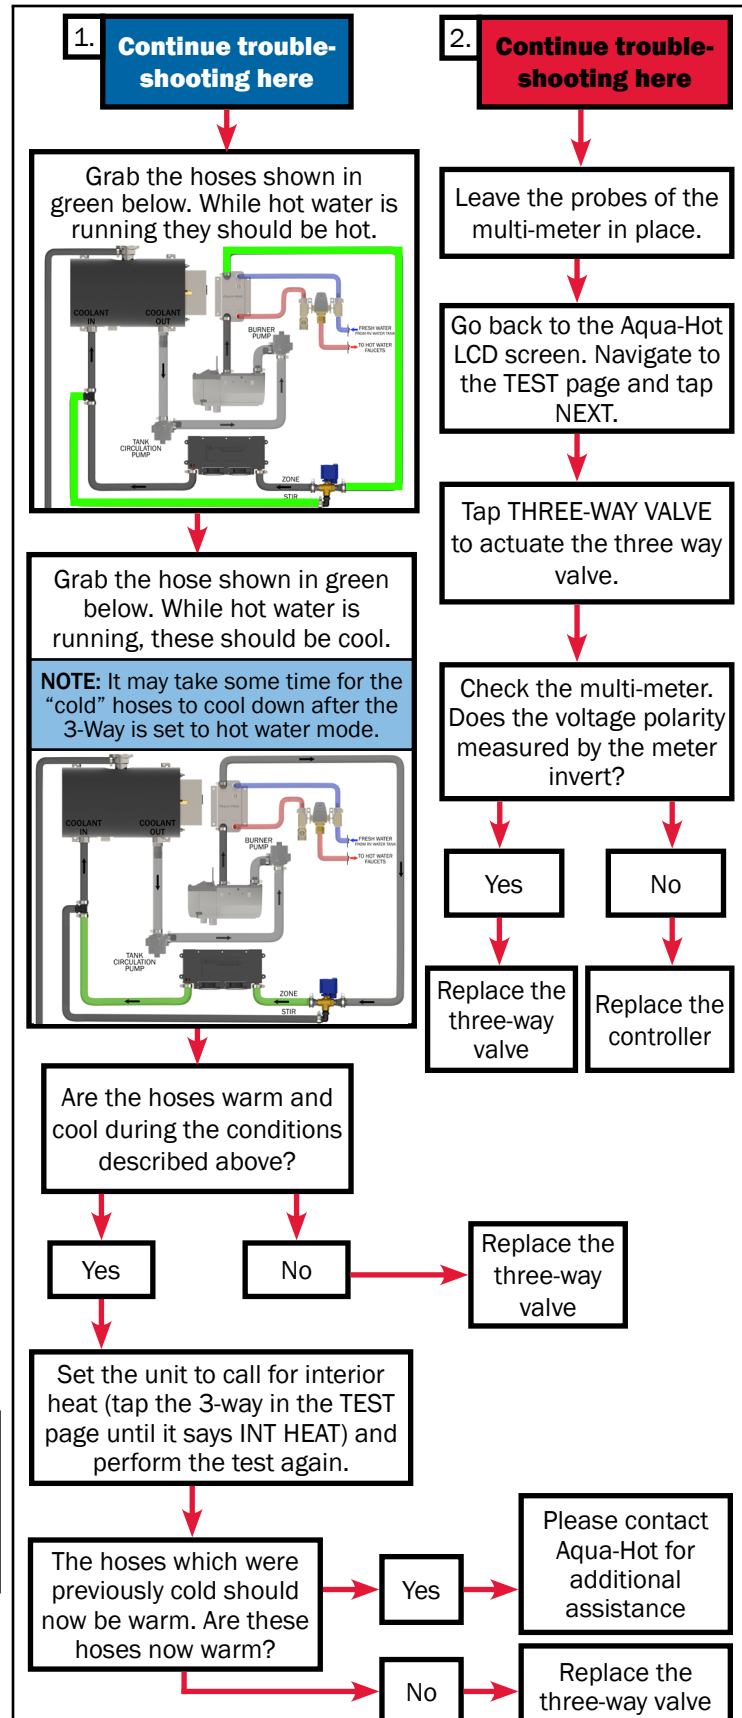 1.
Continue trouble-
shooting here
Grab the hoses shown in
green below. While hot water is
running they should be hot.
COOLANT
IN
COOLANT
OUT
BURNER
PUMP
FRESH WATER
FROM RV WATER TANK
TO HOT WATER
FAUCETS
TANK
CIRCULATION
PUMP
ZONE
STIR
Grab the hose shown in green
below. While hot water is
running, these should be cool.
NOTE: It may take some time for the
“cold” hoses to cool down after the
3-Way is set to hot water mode.
COOLANT
IN
COOLANT
OUT
BURNER
PUMP
FRESH WATER
FROM RV WATER TANK
TO HOT WATER
FAUCETS
TANK
CIRCULATION
PUMP
ZONE
STIR
Are the hoses warm and
cool during the conditions
described above?
Yes
No
Replace the
three-way
valve
Set the unit to call for interior
heat (tap the 3-way in the TEST
page until it says INT HEAT) and
perform the test again.
The hoses which were
previously cold should
now be warm. Are these
hoses now warm?
Yes
Please contact
Aqua-Hot for
additional
assistance
No
Replace the
three-way valve
2.
Continue trouble-
shooting here
Leave the probes of the
multi-meter in place.
Go back to the Aqua-Hot
LCD screen. Navigate to
the TEST page and tap
NEXT.
Tap THREE-WAY VALVE
to actuate the three way
valve.
Check the multi-meter.
Does the voltage polarity
measured by the meter
invert?
Yes
No
Replace the
three-way
valve
Replace the
controller